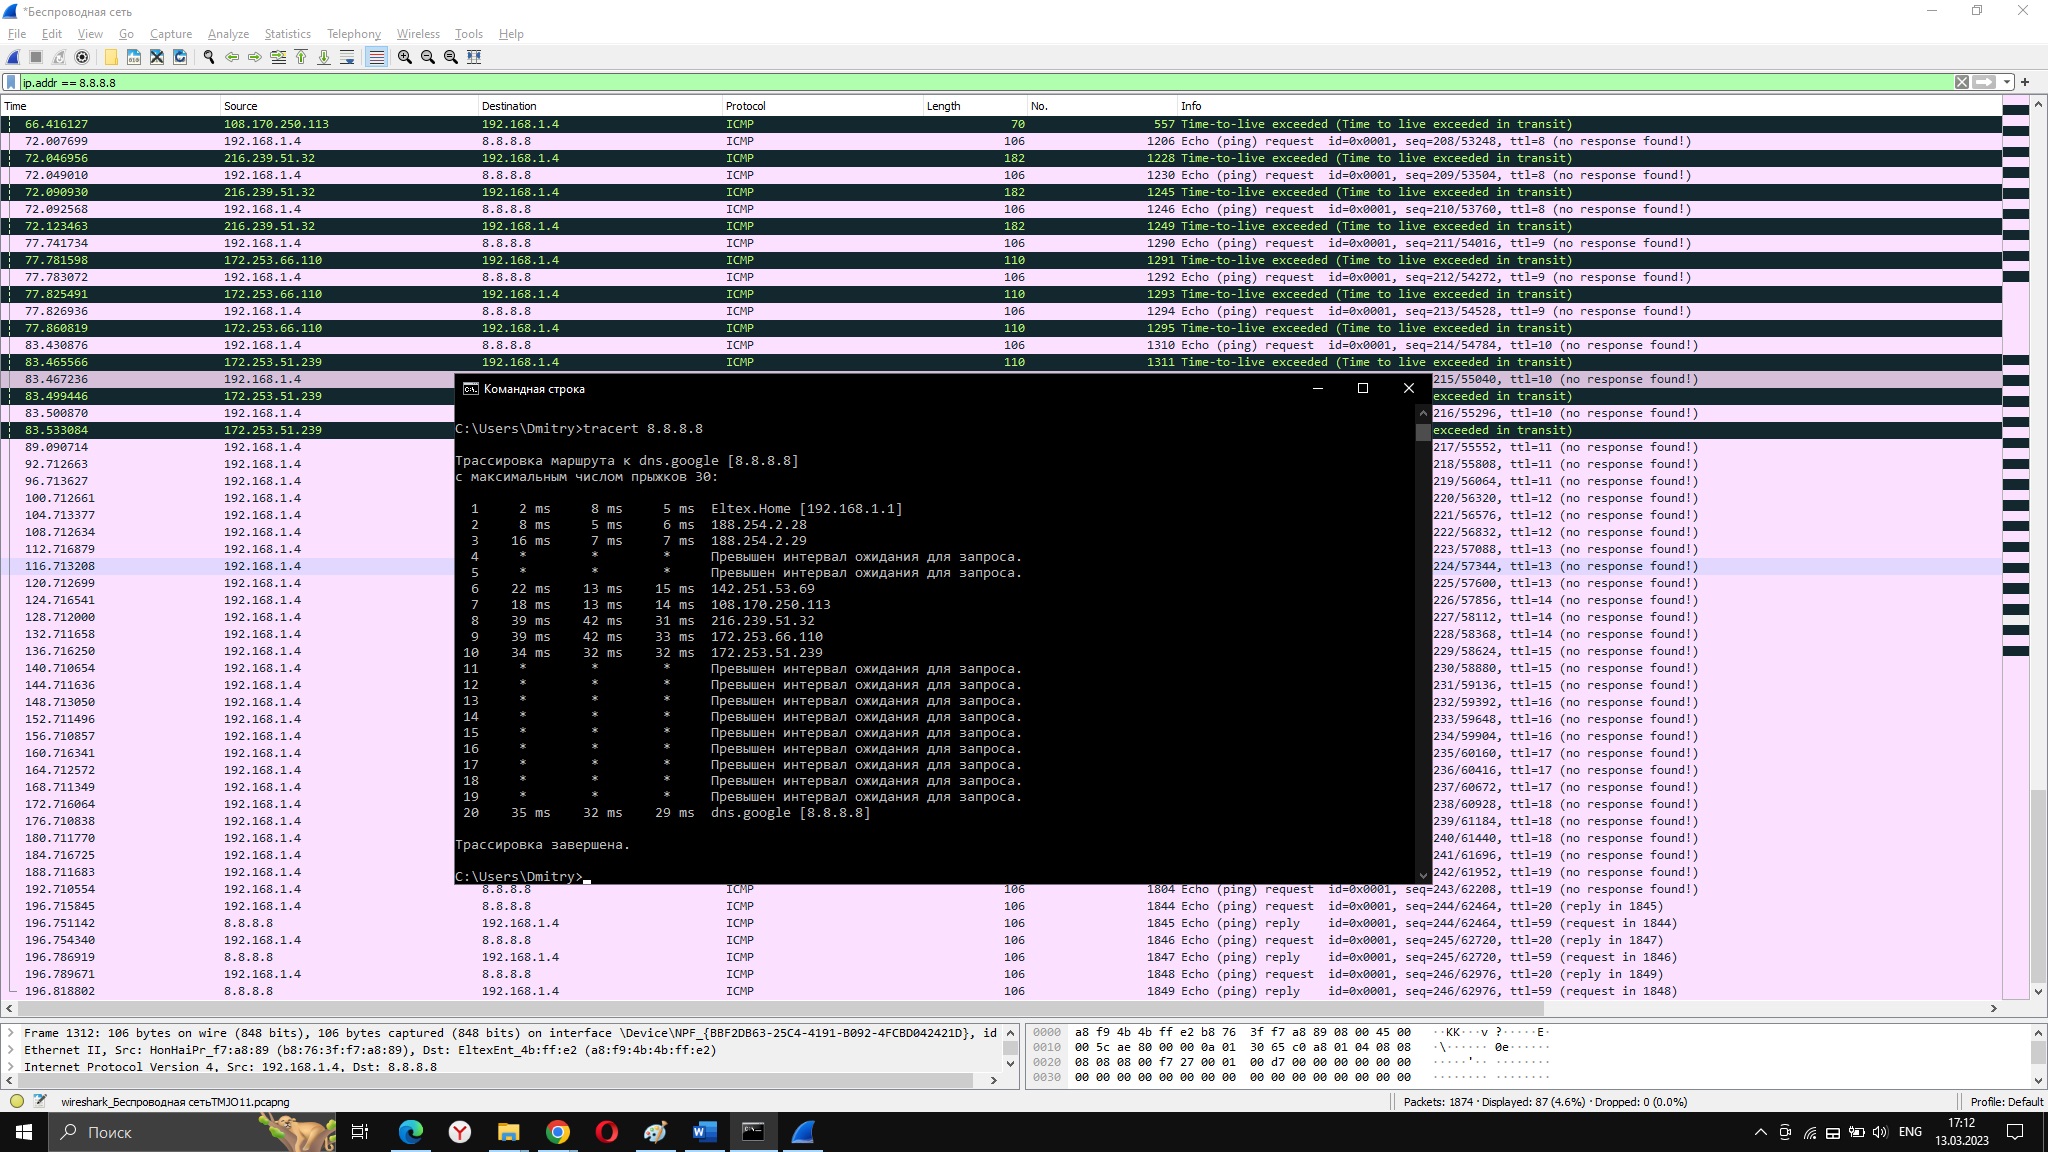 *Беспроводная сеть
File Edit View Go Capture Analyze Statistics Telephony Wireless Tools Help
ip.addr == 8.8.8.8
Time Source Destination Protocol Length No. Info
66.416127 108.170.250.113 192.168.1.4 ICMP 70 557 Time-to-live exceeded (Time to live exceeded in transit)
72.007699 192.168.1.4 8.8.8.8 ICMP 106 1206 Echo (ping) request id=0x0001, seq=208/53248, ttl=8 (no response found!)
72.046956 216.239.51.32 192.168.1.4 ICMP 182 1228 Time-to-live exceeded (Time to live exceeded in transit)
72.049010 192.168.1.4 8.8.8.8 ICMP 106 1230 Echo (ping) request id=0x0001, seq=209/53504, ttl=8 (no response found!)
72.090930 216.239.51.32 192.168.1.4 ICMP 182 1245 Time-to-live exceeded (Time to live exceeded in transit)
72.092568 192.168.1.4 8.8.8.8 ICMP 106 1246 Echo (ping) request id=0x0001, seq=210/53760, ttl=8 (no response found!)
72.123463 216.239.51.32 192.168.1.4 ICMP 182 1249 Time-to-live exceeded (Time to live exceeded in transit)
77.741734 192.168.1.4 8.8.8.8 ICMP 106 1290 Echo (ping) request id=0x0001, seq=211/54016, ttl=9 (no response found!)
77.781598 172.253.66.110 192.168.1.4 ICMP 110 1291 Time-to-live exceeded (Time to live exceeded in transit)
77.783072 192.168.1.4 8.8.8.8 ICMP 106 1292 Echo (ping) request id=0x0001, seq=212/54272, ttl=9 (no response found!)
77.825491 172.253.66.110 192.168.1.4 ICMP 110 1293 Time-to-live exceeded (Time to live exceeded in transit)
77.826936 192.168.1.4 8.8.8.8 ICMP 106 1294 Echo (ping) request id=0x0001, seq=213/54528, ttl=9 (no response found!)
77.860819 172.253.66.110 192.168.1.4 ICMP 110 1295 Time-to-live exceeded (Time to live exceeded in transit)
83.430876 192.168.1.4 8.8.8.8 ICMP 106 1310 Echo (ping) request id=0x0001, seq=214/54784, ttl=10 (no response found!)
83.465566 172.253.51.239 192.168.1.4 ICMP 110 1311 Time-to-live exceeded (Time to live exceeded in transit)
83.467236 192.168.1.4 215/55040, ttl=10 (no response found!)
83.499446 172.253.51.239 exceeded in transit)
83.500870 192.168.1.4 216/55296, ttl=10 (no response found!)
83.533084 172.253.51.239 exceeded in transit)
89.090714 192.168.1.4 217/55552, ttl=11 (no response found!)
92.712663 192.168.1.4 218/55808, ttl=11 (no response found!)
96.713627 192.168.1.4 219/56064, ttl=11 (no response found!)
100.712661 192.168.1.4 220/56320, ttl=12 (no response found!)
104.713377 192.168.1.4 221/56576, ttl=12 (no response found!)
108.712634 192.168.1.4 222/56832, ttl=12 (no response found!)
112.716879 192.168.1.4 223/57088, ttl=13 (no response found!)
116.713208 192.168.1.4 224/57344, ttl=13 (no response found!)
120.712699 192.168.1.4 225/57600, ttl=13 (no response found!)
124.716541 192.168.1.4 226/57856, ttl=14 (no response found!)
128.712000 192.168.1.4 227/58112, ttl=14 (no response found!)
132.711658 192.168.1.4 228/58368, ttl=14 (no response found!)
136.716250 192.168.1.4 229/58624, ttl=15 (no response found!)
140.710654 192.168.1.4 230/58880, ttl=15 (no response found!)
144.711636 192.168.1.4 231/59136, ttl=15 (no response found!)
148.713050 192.168.1.4 232/59392, ttl=16 (no response found!)
152.711496 192.168.1.4 233/59648, ttl=16 (no response found!)
156.710857 192.168.1.4 234/59904, ttl=16 (no response found!)
160.716341 192.168.1.4 235/60160, ttl=17 (no response found!)
164.712572 192.168.1.4 236/60416, ttl=17 (no response found!)
168.711349 192.168.1.4 237/60672, ttl=17 (no response found!)
172.716064 192.168.1.4 238/60928, ttl=18 (no response found!)
176.710838 192.168.1.4 239/61184, ttl=18 (no response found!)
180.711770 192.168.1.4 240/61440, ttl=18 (no response found!)
184.716725 192.168.1.4 241/61696, ttl=19 (no response found!)
188.711683 192.168.1.4 242/61952, ttl=19 (no response found!)
192.710554 192.168.1.4 8.8.8.8 ICMP 106 1804 Echo (ping) request id=0x0001, seq=243/62208, ttl=19 (no response found!)
196.715845 192.168.1.4 8.8.8.8 ICMP 106 1844 Echo (ping) request id=0x0001, seq=244/62464, ttl=20 (reply in 1845)
196.751142 8.8.8.8 192.168.1.4 ICMP 106 1845 Echo (ping) reply id=0x0001, seq=244/62464, ttl=59 (request in 1844)
196.754340 192.168.1.4 8.8.8.8 ICMP 106 1846 Echo (ping) request id=0x0001, seq=245/62720, ttl=20 (reply in 1847)
196.786919 8.8.8.8 192.168.1.4 ICMP 106 1847 Echo (ping) reply id=0x0001, seq=245/62720, ttl=59 (request in 1846)
196.789671 192.168.1.4 8.8.8.8 ICMP 106 1848 Echo (ping) request id=0x0001, seq=246/62976, ttl=20 (reply in 1849)
196.818802 8.8.8.8 192.168.1.4 ICMP 106 1849 Echo (ping) reply id=0x0001, seq=246/62976, ttl=59 (request in 1848)
Командная строка
C:\Users\Dmitry>tracert 8.8.8.8
Трассировка маршрута к dns.google [8.8.8.8]
с максимальным числом прыжков 30:
1 2 ms 8 ms 5 ms Eltex.Home [192.168.1.1]
2 8 ms 5 ms 6 ms 188.254.2.28
3 16 ms 7 ms 7 ms 188.254.2.29
4 * * * Превышен интервал ожидания для запроса.
5 * * * Превышен интервал ожидания для запроса.
6 22 ms 13 ms 15 ms 142.251.53.69
7 18 ms 13 ms 14 ms 108.170.250.113
8 39 ms 42 ms 31 ms 216.239.51.32
9 39 ms 42 ms 33 ms 172.253.66.110
10 34 ms 32 ms 32 ms 172.253.51.239
11 * * * Превышен интервал ожидания для запроса.
12 * * * Превышен интервал ожидания для запроса.
13 * * * Превышен интервал ожидания для запроса.
14 * * * Превышен интервал ожидания для запроса.
15 * * * Превышен интервал ожидания для запроса.
16 * * * Превышен интервал ожидания для запроса.
17 * * * Превышен интервал ожидания для запроса.
18 * * * Превышен интервал ожидания для запроса.
19 * * * Превышен интервал ожидания для запроса.
20 35 ms 32 ms 29 ms dns.google [8.8.8.8]
Трассировка завершена.
C:\Users\Dmitry>
Frame 1312: 106 bytes on wire (848 bits), 106 bytes captured (848 bits) on interface \Device\NPF_{BBF2DB63-25C4-4191-B092-4FCBD042421D}, id
Ethernet II, Src: HonHaiPr_f7:a8:89 (b8:76:3f:f7:a8:89), Dst: EltexEnt_4b:ff:e2 (a8:f9:4b:4b:ff:e2)
Internet Protocol Version 4, Src: 192.168.1.4, Dst: 8.8.8.8
0000 a8 f9 4b 4b ff e2 b8 76 3f f7 a8 89 08 00 45 00 ··KK···v ?·····E·
0010 00 5c ae 80 00 00 0a 01 30 65 c0 a8 01 04 08 08 ·\······ 0e······
0020 08 08 08 00 f7 27 00 01 00 d7 00 00 00 00 00 00 ·····'·· ········
0030 00 00 00 00 00 00 00 00 00 00 00 00 00 00 00 00 ········ ········
wireshark_Беспроводная сетьTMJO11.pcapng
Packets: 1874 · Displayed: 87 (4.6%) · Dropped: 0 (0.0%)
Profile: Default
Поиск
ENG
17:12
13.03.2023